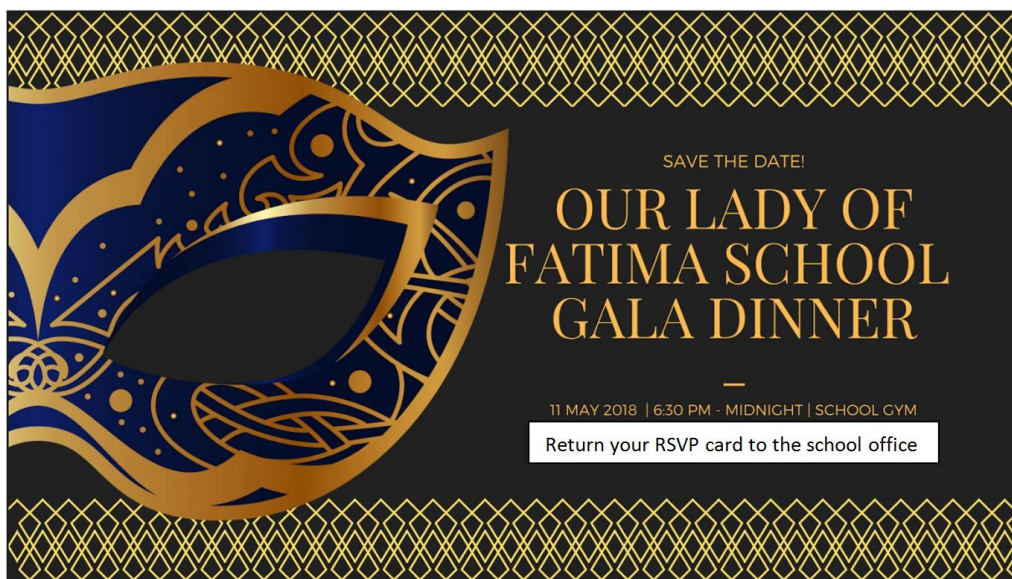 SAVE THE DATE!
OUR LADY OF
FATIMA SCHOOL
GALA DINNER
11 MAY 2018 | 6:30 PM - MIDNIGHT | SCHOOL GYM
Return your RSVP card to the school office